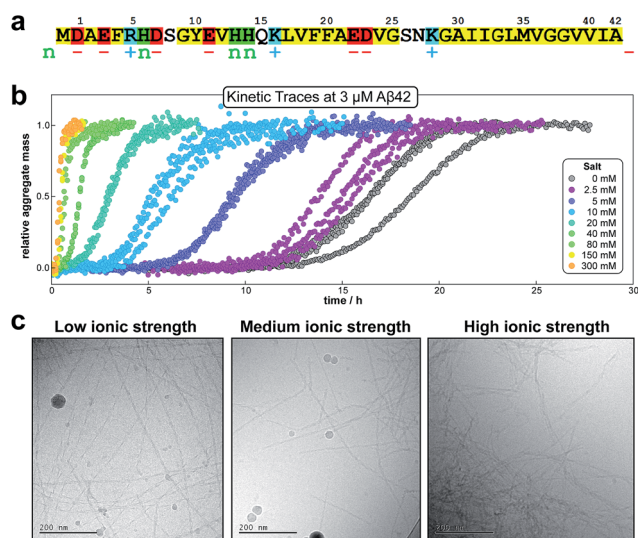 a
1 5 10 15 20 25 30 35 40 42
n MDAEFRHDSGYEVHHQKLVFFAEDVGSNKGAIIGLMVGGVVIA
− − + n − − n n + − − + −
b
Kinetic Traces at 3 µM Aβ42
relative aggregate mass
1.0
0.5
0.0
Salt
0 mM
2.5 mM
5 mM
10 mM
20 mM
40 mM
80 mM
150 mM
300 mM
0 5 10 15 20 25 30
time / h
c
Low ionic strength Medium ionic strength High ionic strength
200 nm 200 nm 200 nm